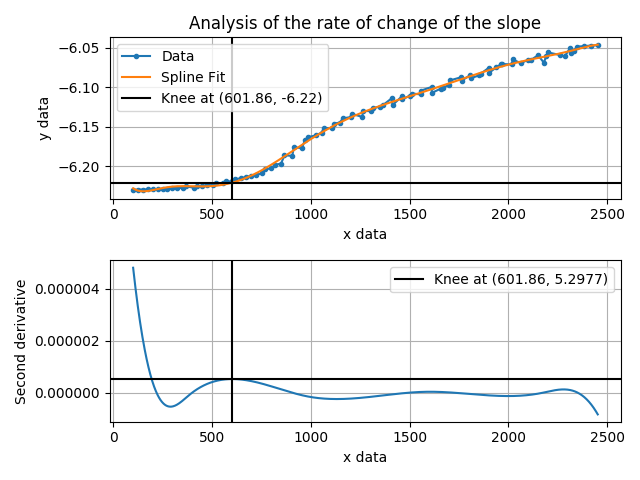 Analysis of the rate of change of the slope
−6.05
−6.10
−6.15
−6.20
y data
Data
Spline Fit
Knee at (601.86, -6.22)
0 500 1000 1500 2000 2500
x data
0.000004
0.000002
0.000000
Second derivative
Knee at (601.86, 5.2977)
0 500 1000 1500 2000 2500
x data